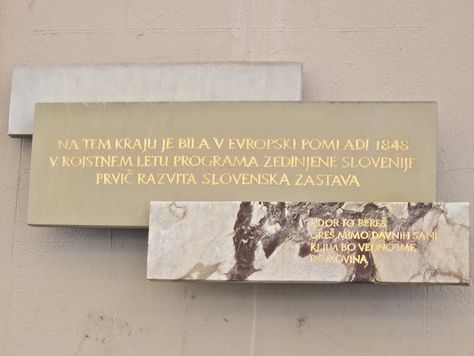 NA TEM KRAJU JE BILA V EVROPSKI POMLADI 1848
V ROJSTNEM LETU PROGRAMA ZEDINJENE SLOVENIJE
PRVIČ RAZVITA SLOVENSKA ZASTAVA
KDOR TO BEREŠ
GREŠ MIMO DAVNIH SANJ
KI JIM BO VEDNO IME
DOMOVINA